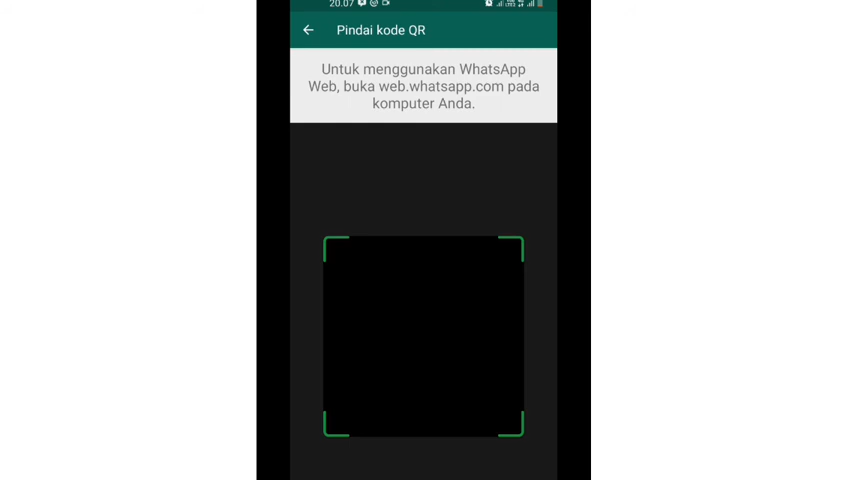 20.07
Pindai kode QR
Untuk menggunakan WhatsApp
Web, buka web.whatsapp.com pada
komputer Anda.